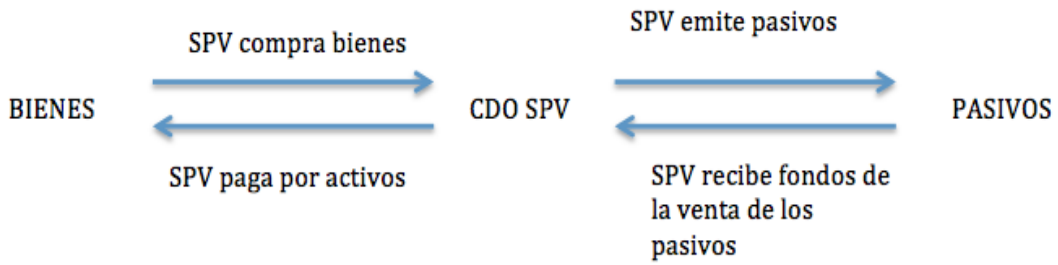 SPV compra bienes
SPV emite pasivos
BIENES
CDO SPV
PASIVOS
SPV paga por activos
SPV recibe fondos de
la venta de los
pasivos